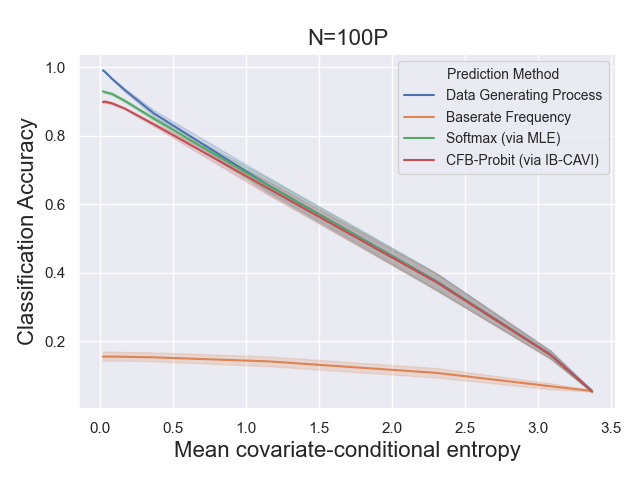 N=100P
Prediction Method
Data Generating Process
Baserate Frequency
Softmax (via MLE)
CFB-Probit (via IB-CAVI)
Classification Accuracy
1.0
0.8
0.6
0.4
0.2
0.0 0.5 1.0 1.5 2.0 2.5 3.0 3.5
Mean covariate-conditional entropy